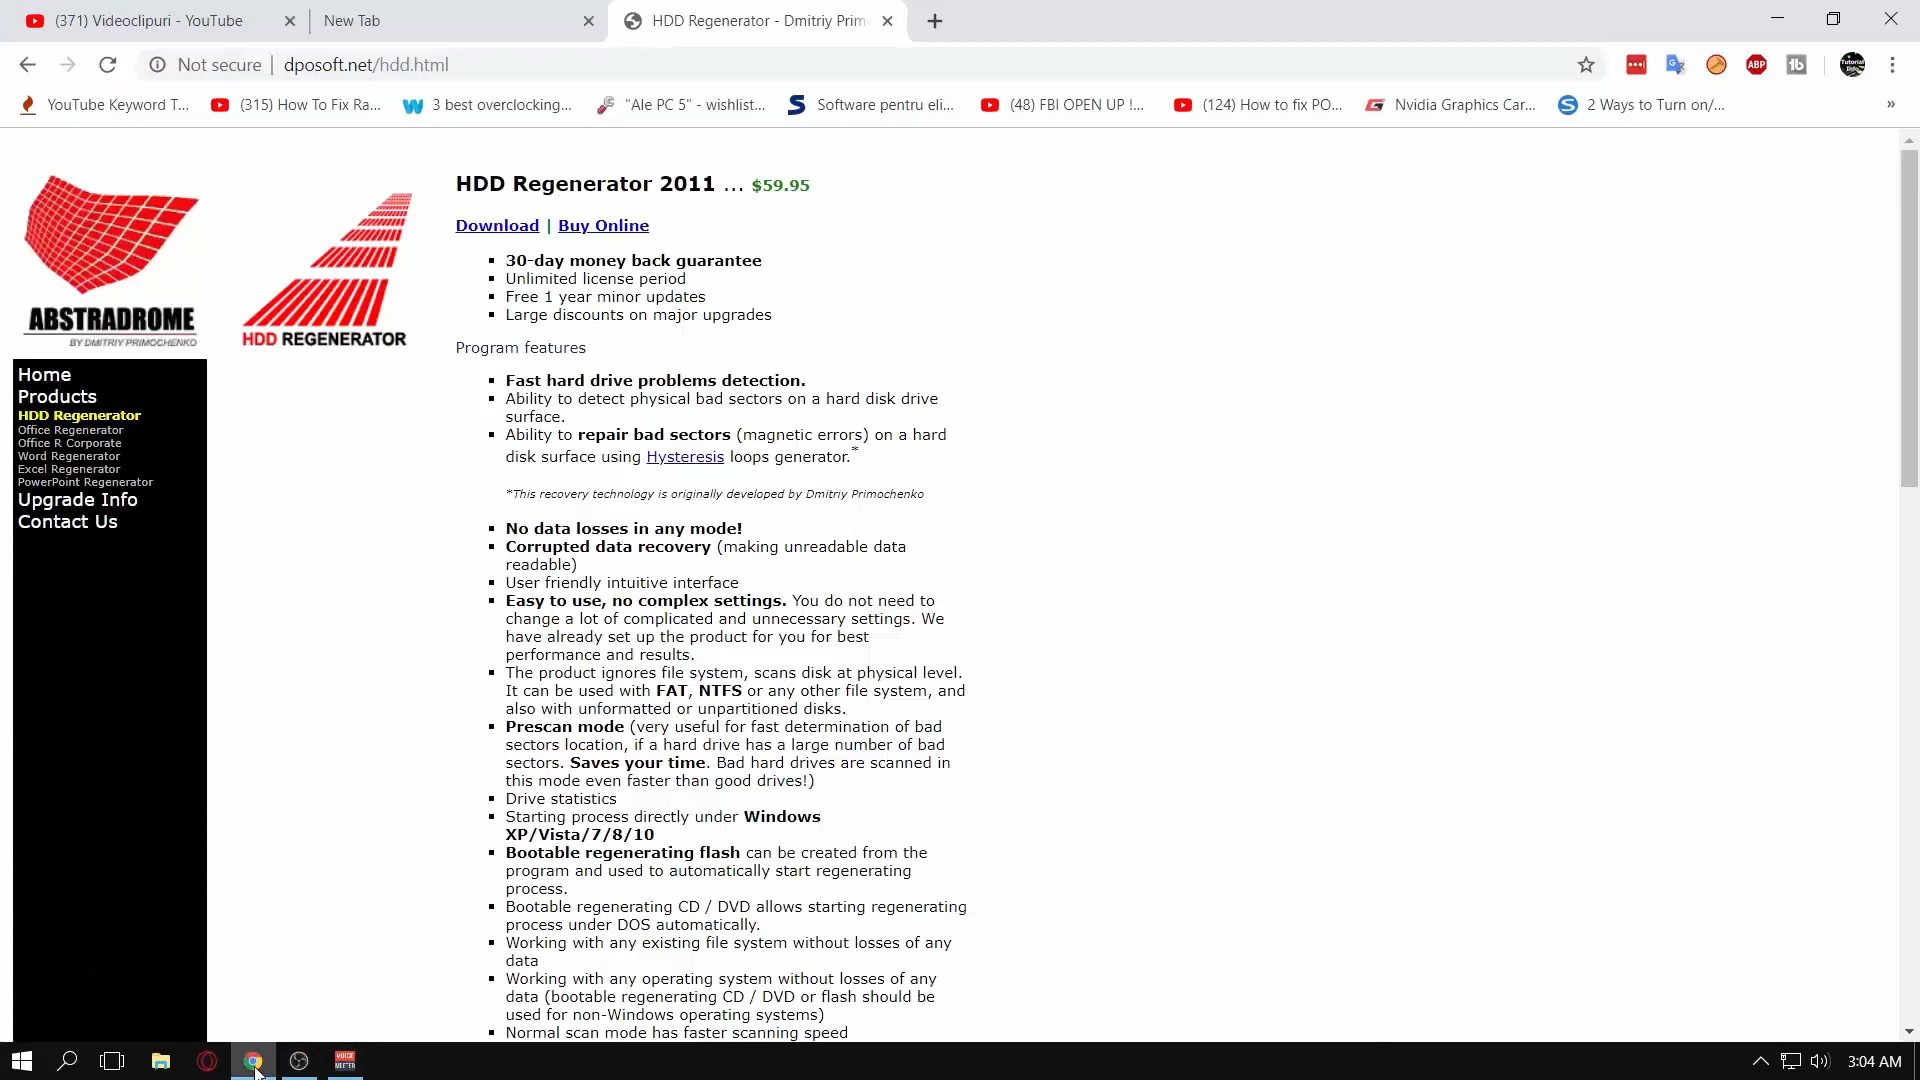 (371) Videoclipuri - YouTube
New Tab
HDD Regenerator - Dmitriy Prim
Not secure | dposoft.net/hdd.html
ABP
YouTube Keyword T...
(315) How To Fix Ra...
3 best overclocking...
"Ale PC 5" - wishlist...
Software pentru eli...
(48) FBI OPEN UP !...
(124) How to fix PO...
Nvidia Graphics Car...
2 Ways to Turn on/...
»
ABSTRADROME
BY DMITRIY PRIMOCHENKO
HDD REGENERATOR
Home
Products
HDD Regenerator
Office Regenerator
Office R Corporate
Word Regenerator
Excel Regenerator
PowerPoint Regenerator
Upgrade Info
Contact Us
HDD Regenerator 2011 ... $59.95
Download | Buy Online
30-day money back guarantee
Unlimited license period
Free 1 year minor updates
Large discounts on major upgrades
Program features
Fast hard drive problems detection.
Ability to detect physical bad sectors on a hard disk drive
surface.
Ability to repair bad sectors (magnetic errors) on a hard
disk surface using Hysteresis loops generator.*
*This recovery technology is originally developed by Dmitriy Primochenko
No data losses in any mode!
Corrupted data recovery (making unreadable data
readable)
User friendly intuitive interface
Easy to use, no complex settings. You do not need to
change a lot of complicated and unnecessary settings. We
have already set up the product for you for best
performance and results.
The product ignores file system, scans disk at physical level.
It can be used with FAT, NTFS or any other file system, and
also with unformatted or unpartitioned disks.
Prescan mode (very useful for fast determination of bad
sectors location, if a hard drive has a large number of bad
sectors. Saves your time. Bad hard drives are scanned in
this mode even faster than good drives!)
Drive statistics
Starting process directly under Windows
XP/Vista/7/8/10
Bootable regenerating flash can be created from the
program and used to automatically start regenerating
process.
Bootable regenerating CD / DVD allows starting regenerating
process under DOS automatically.
Working with any existing file system without losses of any
data
Working with any operating system without losses of any
data (bootable regenerating CD / DVD or flash should be
used for non-Windows operating systems)
Normal scan mode has faster scanning speed
VOICE
MEETER
3:04 AM